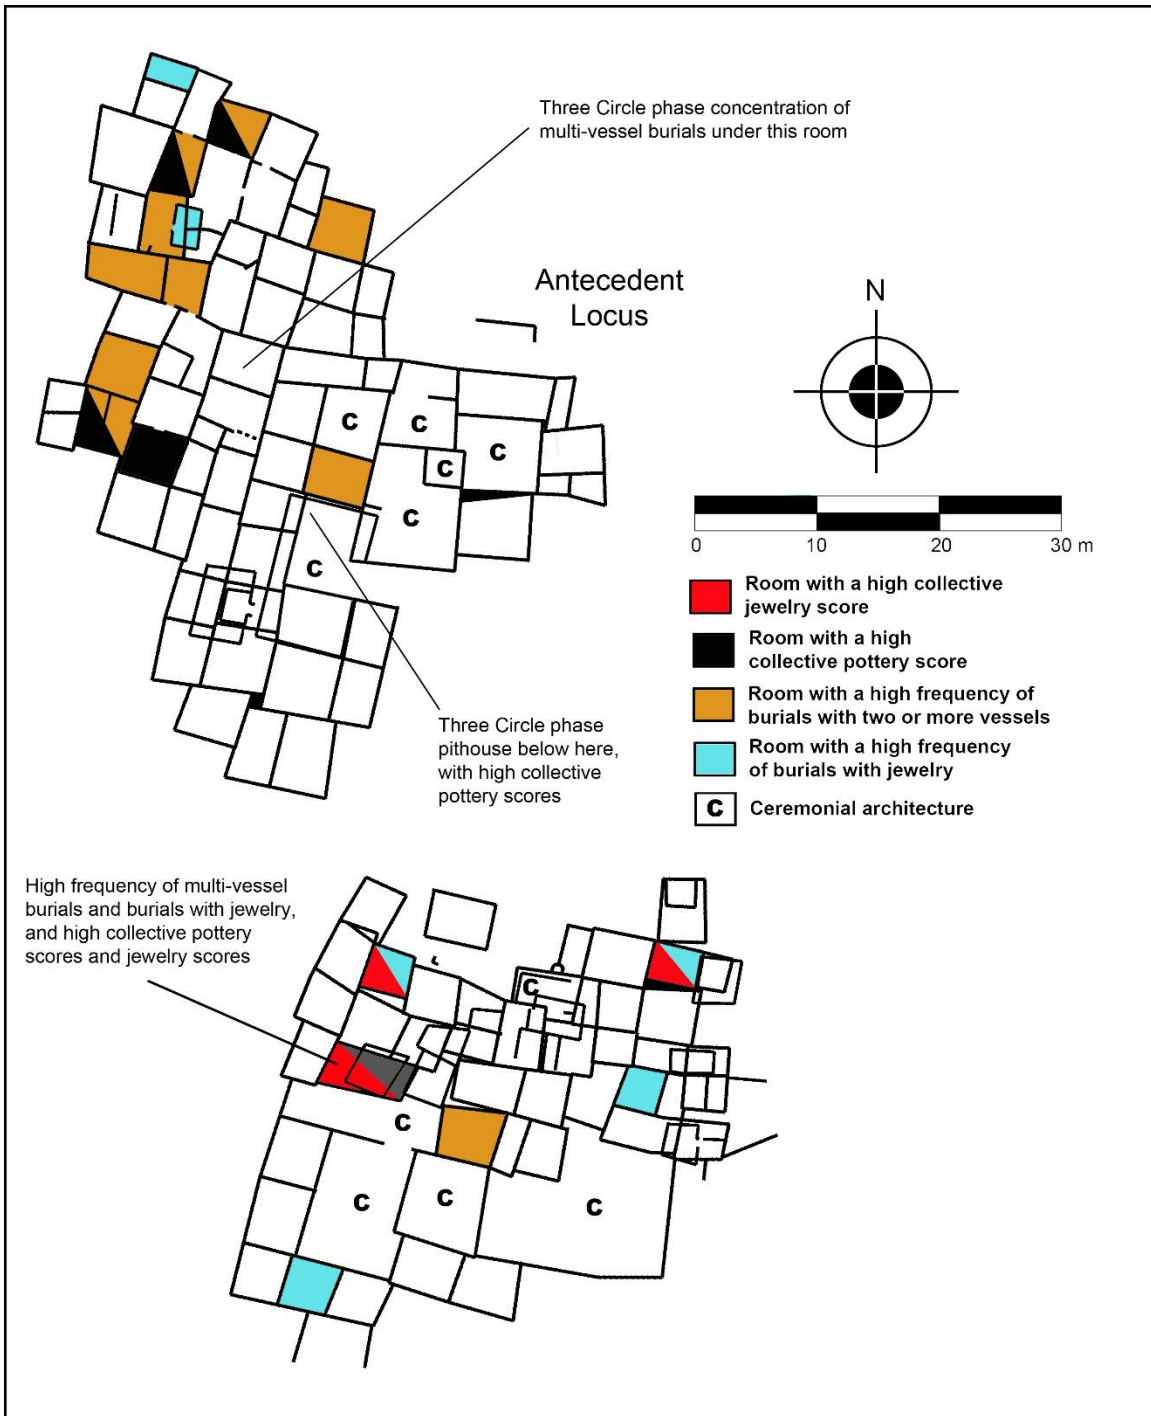 Three Circle phase concentration of
multi-vessel burials under this room
Antecedent
Locus
N
C
C
C
C
C
C
0 10 20 30 m
Room with a high collective
jewelry score
Room with a high
collective pottery score
Room with a high frequency of
burials with two or more vessels
Room with a high frequency
of burials with jewelry
C Ceremonial architecture
Three Circle phase
pithouse below here,
with high collective
pottery scores
High frequency of multi-vessel
burials and burials with jewelry,
and high collective pottery
scores and jewelry scores
C
C
C
C
C